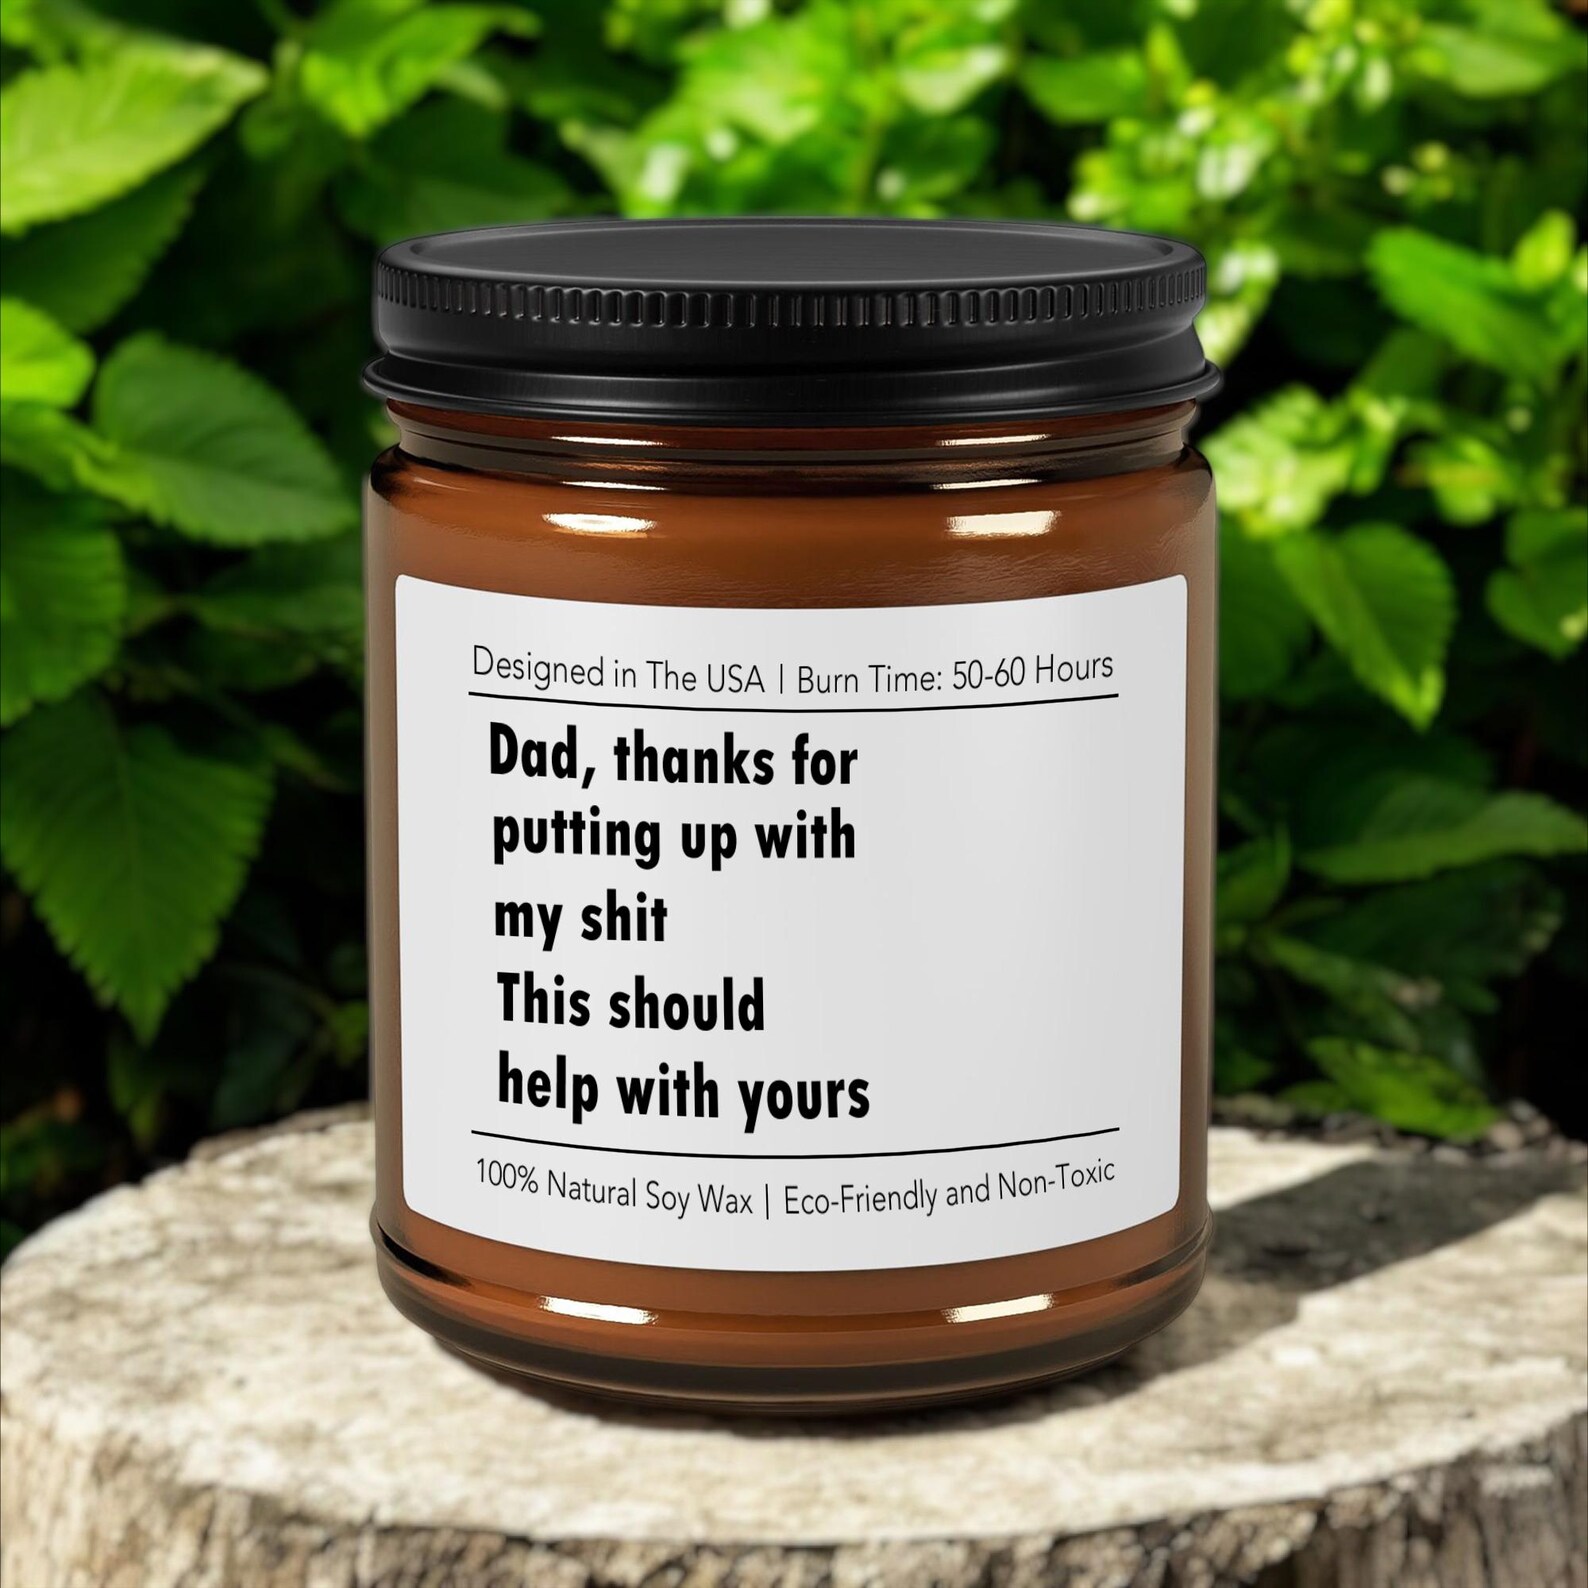 Designed in The USA | Burn Time: 50-60 Hours
Dad, thanks for
putting up with
my shit
This should
help with yours
100% Natural Soy Wax | Eco-Friendly and Non-Toxic